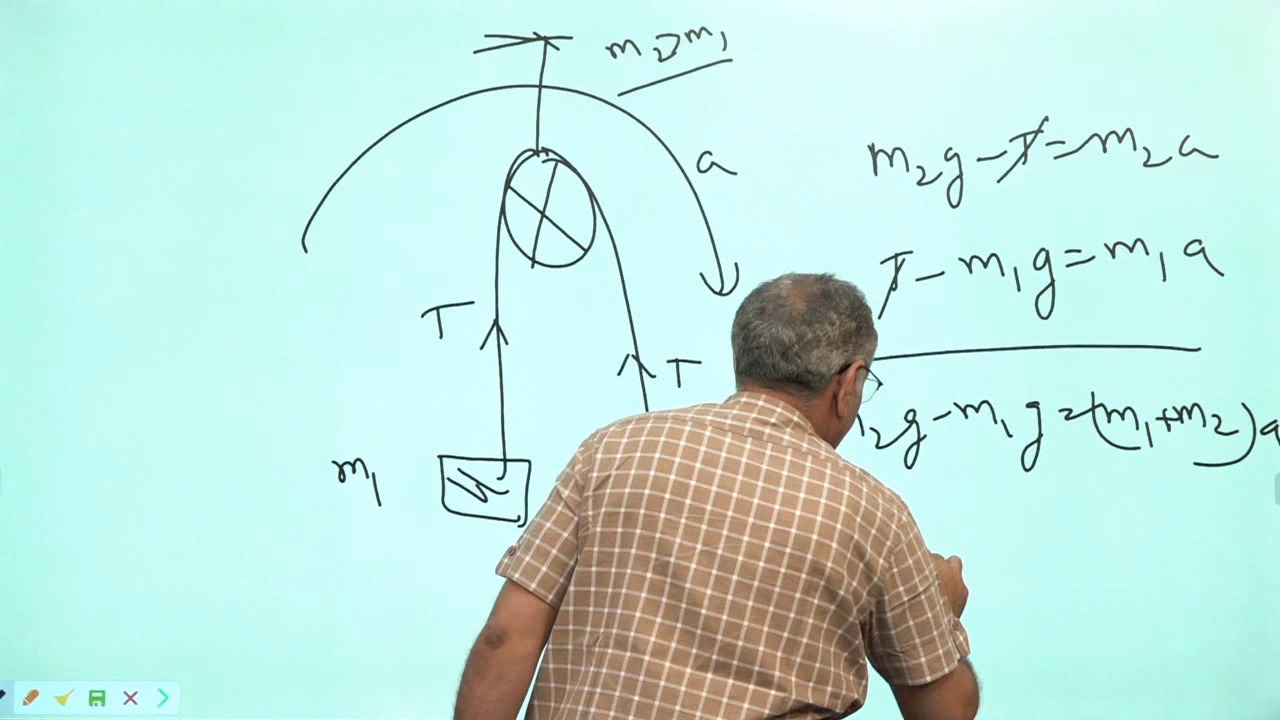 m₂>m₁
a
T
T
m₁
m₂g-T=m₂a
T-m₁g=m₁a
₂g-m₁g=(m₁+m₂)a